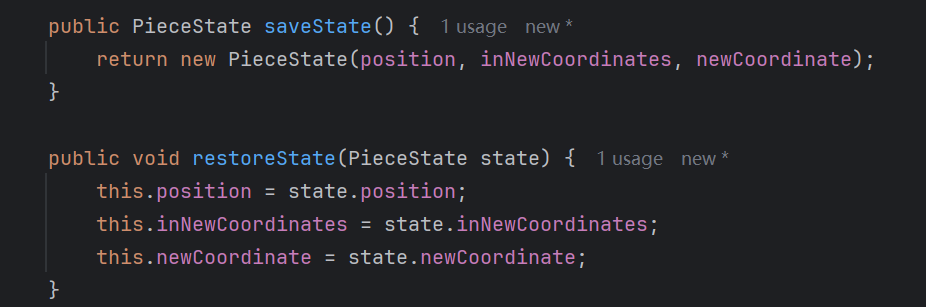 public PieceState saveState() { 1 usage new *
return new PieceState(position, inNewCoordinates, newCoordinate);
}
public void restoreState(PieceState state) { 1 usage new *
this.position = state.position;
this.inNewCoordinates = state.inNewCoordinates;
this.newCoordinate = state.newCoordinate;
}